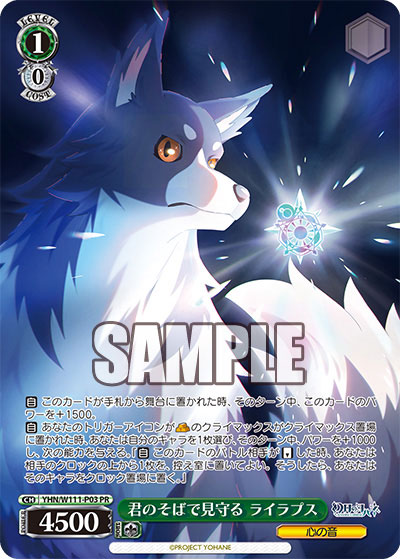 LEVEL
1
0
COST
SAMPLE
自 このカードが手札から舞台に置かれた時、そのターン中、このカードのパ
ワーを+1500。
自 あなたのトリガーアイコンが のクライマックスがクライマックス置場
に置かれた時、あなたは自分のキャラを1枚選び、そのターン中、パワーを+1000
し、次の能力を与える。『自 このカードのバトル相手が した時、あなたは
相手のクロックの上から1枚を、控え室に置いてよい。そうしたら、あなたは
そのキャラをクロック置場に置く。』
CH YHN/W111-P03 PR
POWER
4500
君のそばで見守る ライラプス
心の音
©PROJECT YOHANE